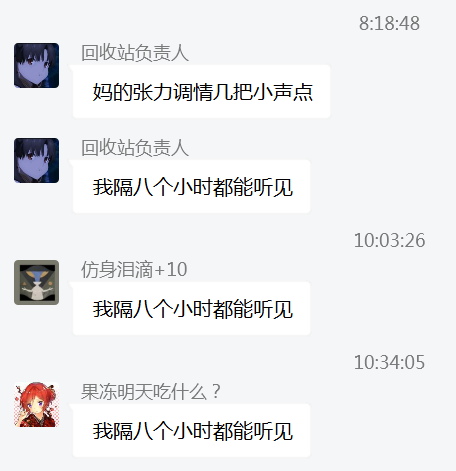 8:18:48
回收站负责人
妈的张力调情几把小声点
回收站负责人
我隔八个小时都能听见
10:03:26
仿身泪滴+10
我隔八个小时都能听见
10:34:05
果冻明天吃什么？
我隔八个小时都能听见